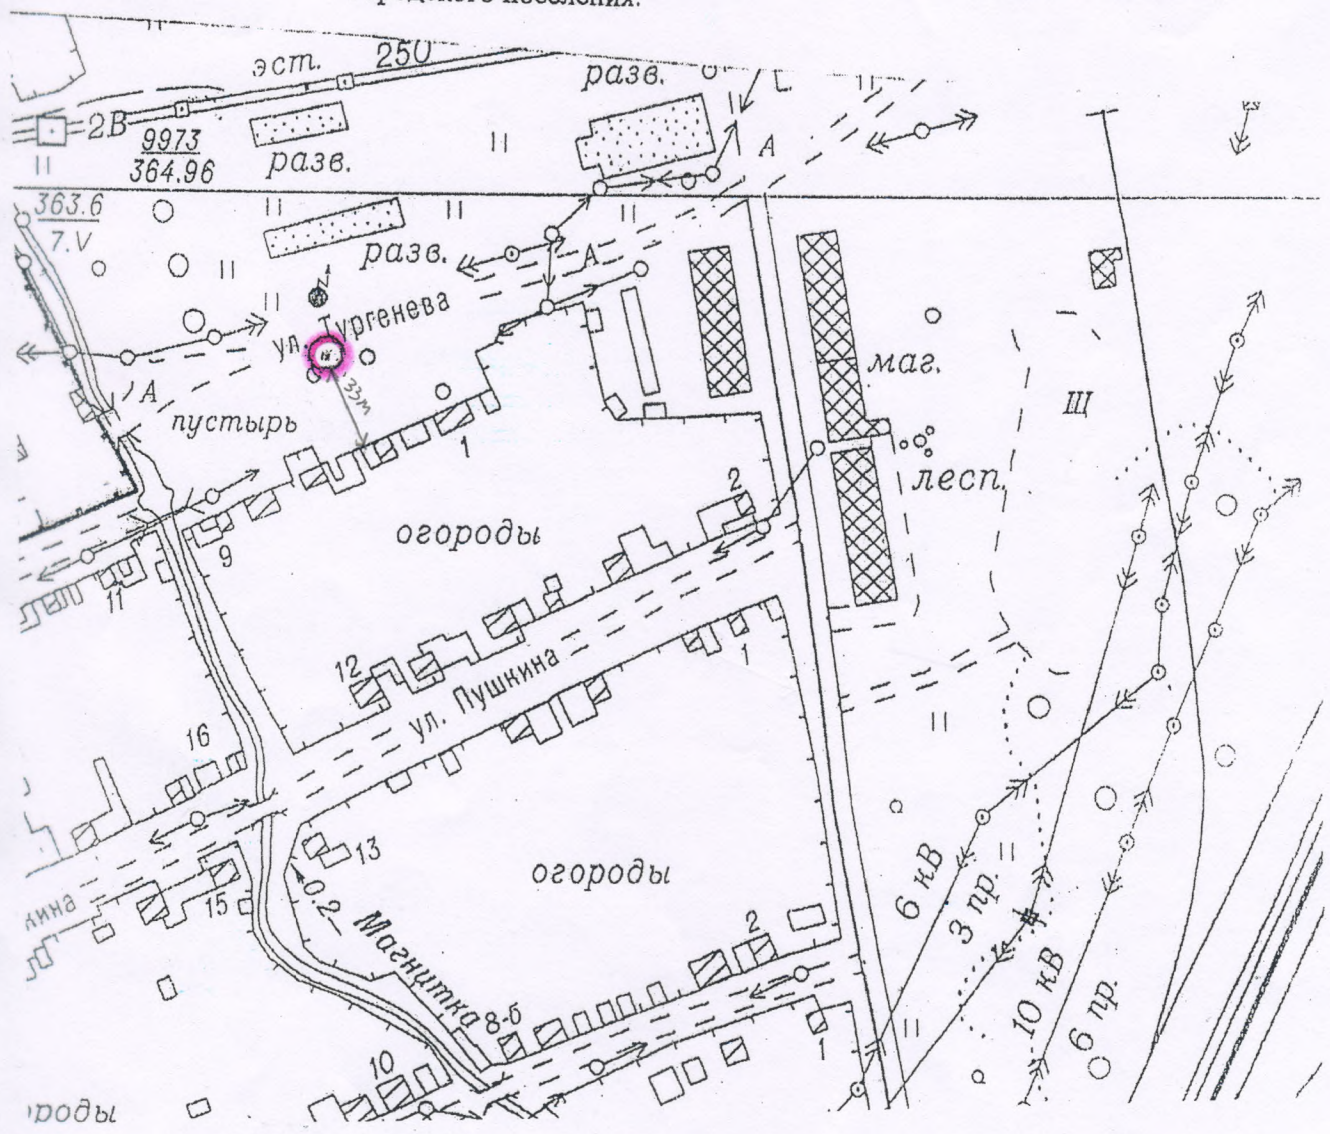 эст. 250
разв.
2В
9973
364.96
разв.
А
363.6
7.V
разв.
А
ул. Тургенева
маг.
Щ
33м
А
пустырь
1
лесп.
2
огороды
9
11
12
1
ул. Пушкина
16
13
огороды
15
0.2
6 кВ
3 пр.
Магнитка
2
8-б
10 кВ
6 пр.
1
10